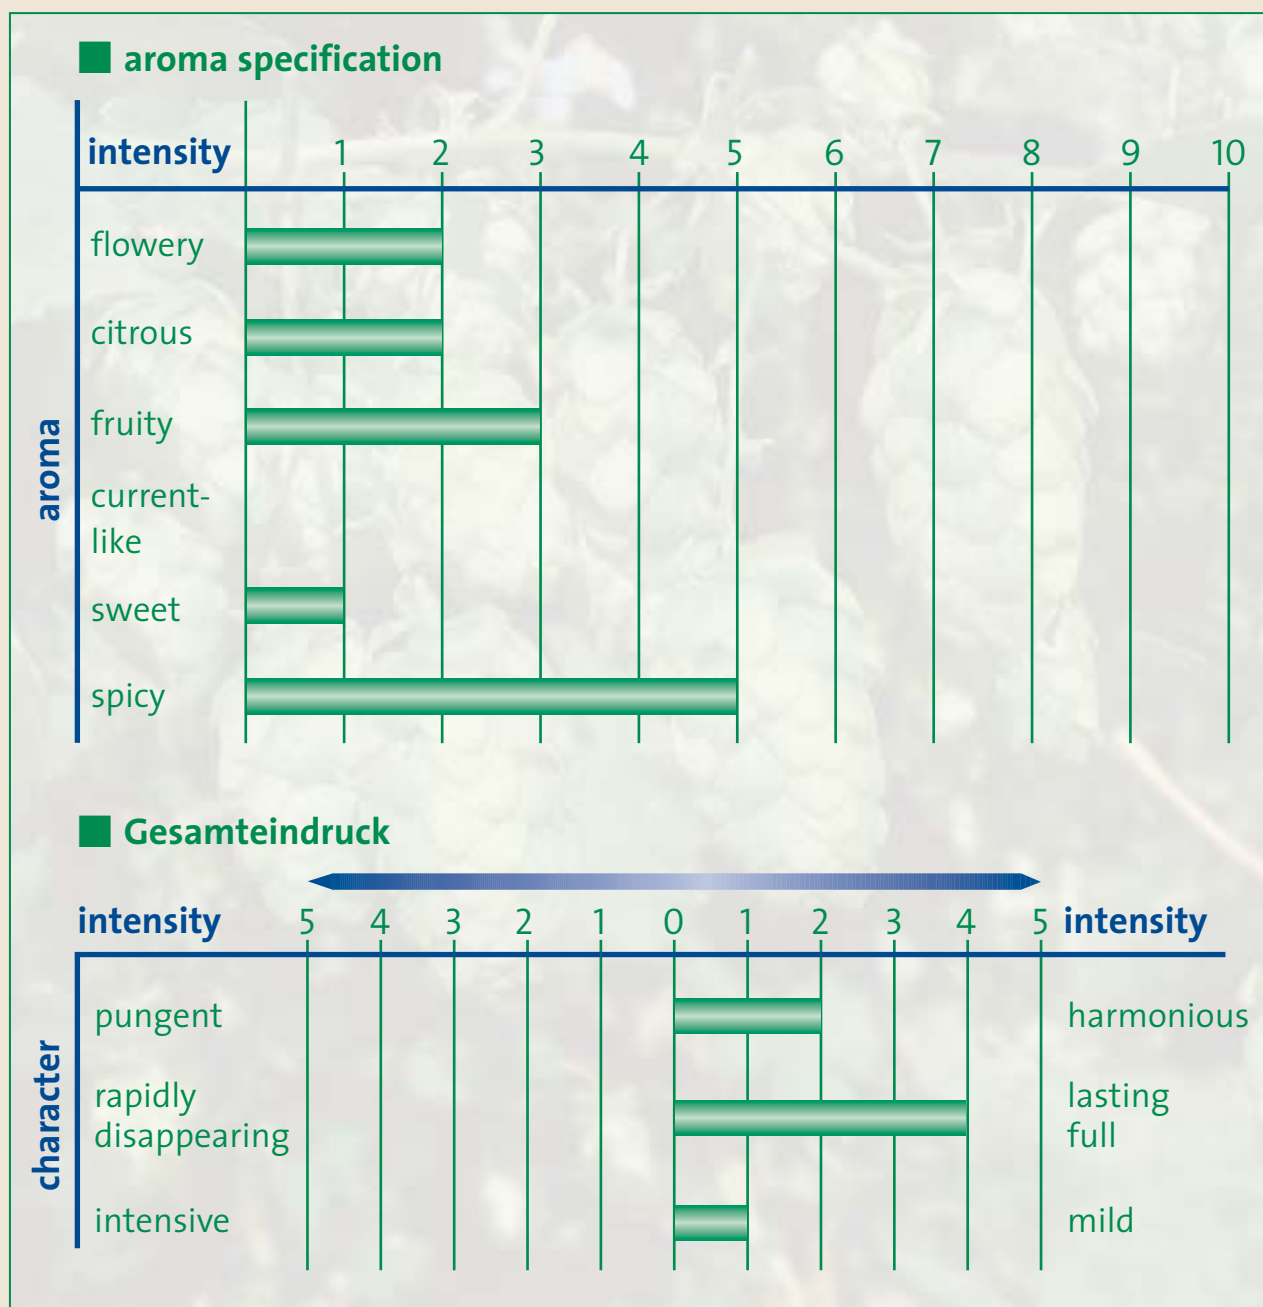 aroma specification
intensity 1 2 3 4 5 6 7 8 9 10
aroma
flowery
citrous
fruity
current-
like
sweet
spicy
Gesamteindruck
intensity 5 4 3 2 1 0 1 2 3 4 5 intensity
character
pungent harmonious
rapidly lasting
disappearing full
intensive mild